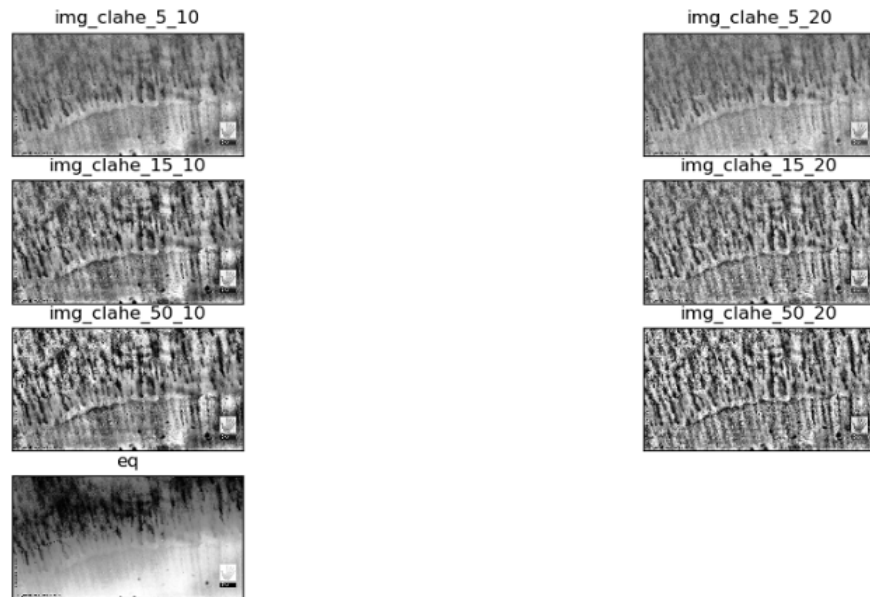 img_clahe_5_10
img_clahe_5_20
img_clahe_15_10
img_clahe_15_20
img_clahe_50_10
img_clahe_50_20
eq